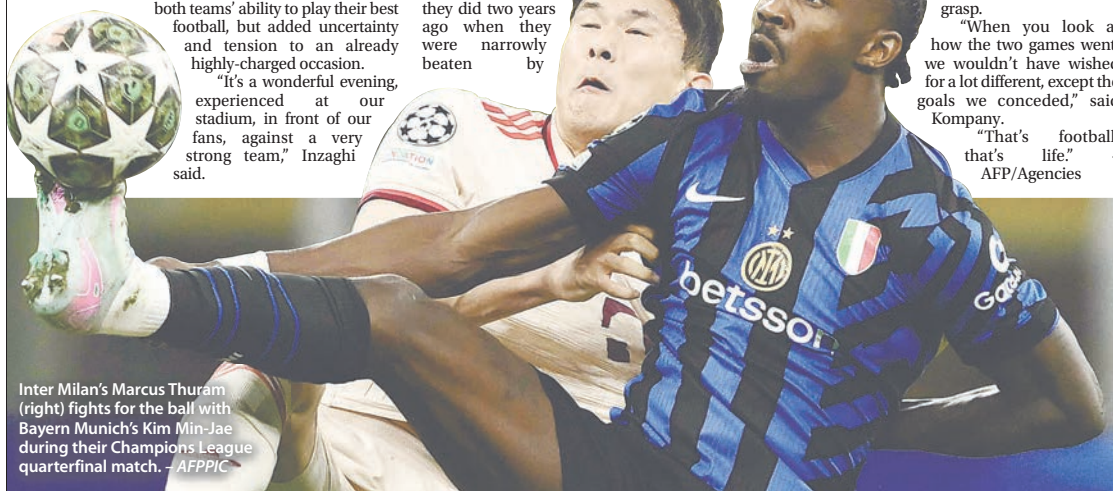 both teams’ ability to play their best
football, but added uncertainty
and tension to an already
highly-charged occasion.
“It’s a wonderful evening,
experienced at our
stadium, in front of our
fans, against a very
strong team,” Inzaghi
said.
they did two years
ago when they
were narrowly
beaten by
grasp.
“When you look a
how the two games went
we wouldn’t have wished
for a lot different, except the
goals we conceded,” said
Kompany.
“That’s football
that’s life.” -
AFP/Agencies
betsson
Inter Milan’s Marcus Thuram
(right) fights for the ball with
Bayern Munich’s Kim Min-Jae
during their Champions League
quarterfinal match. – AFPPIC